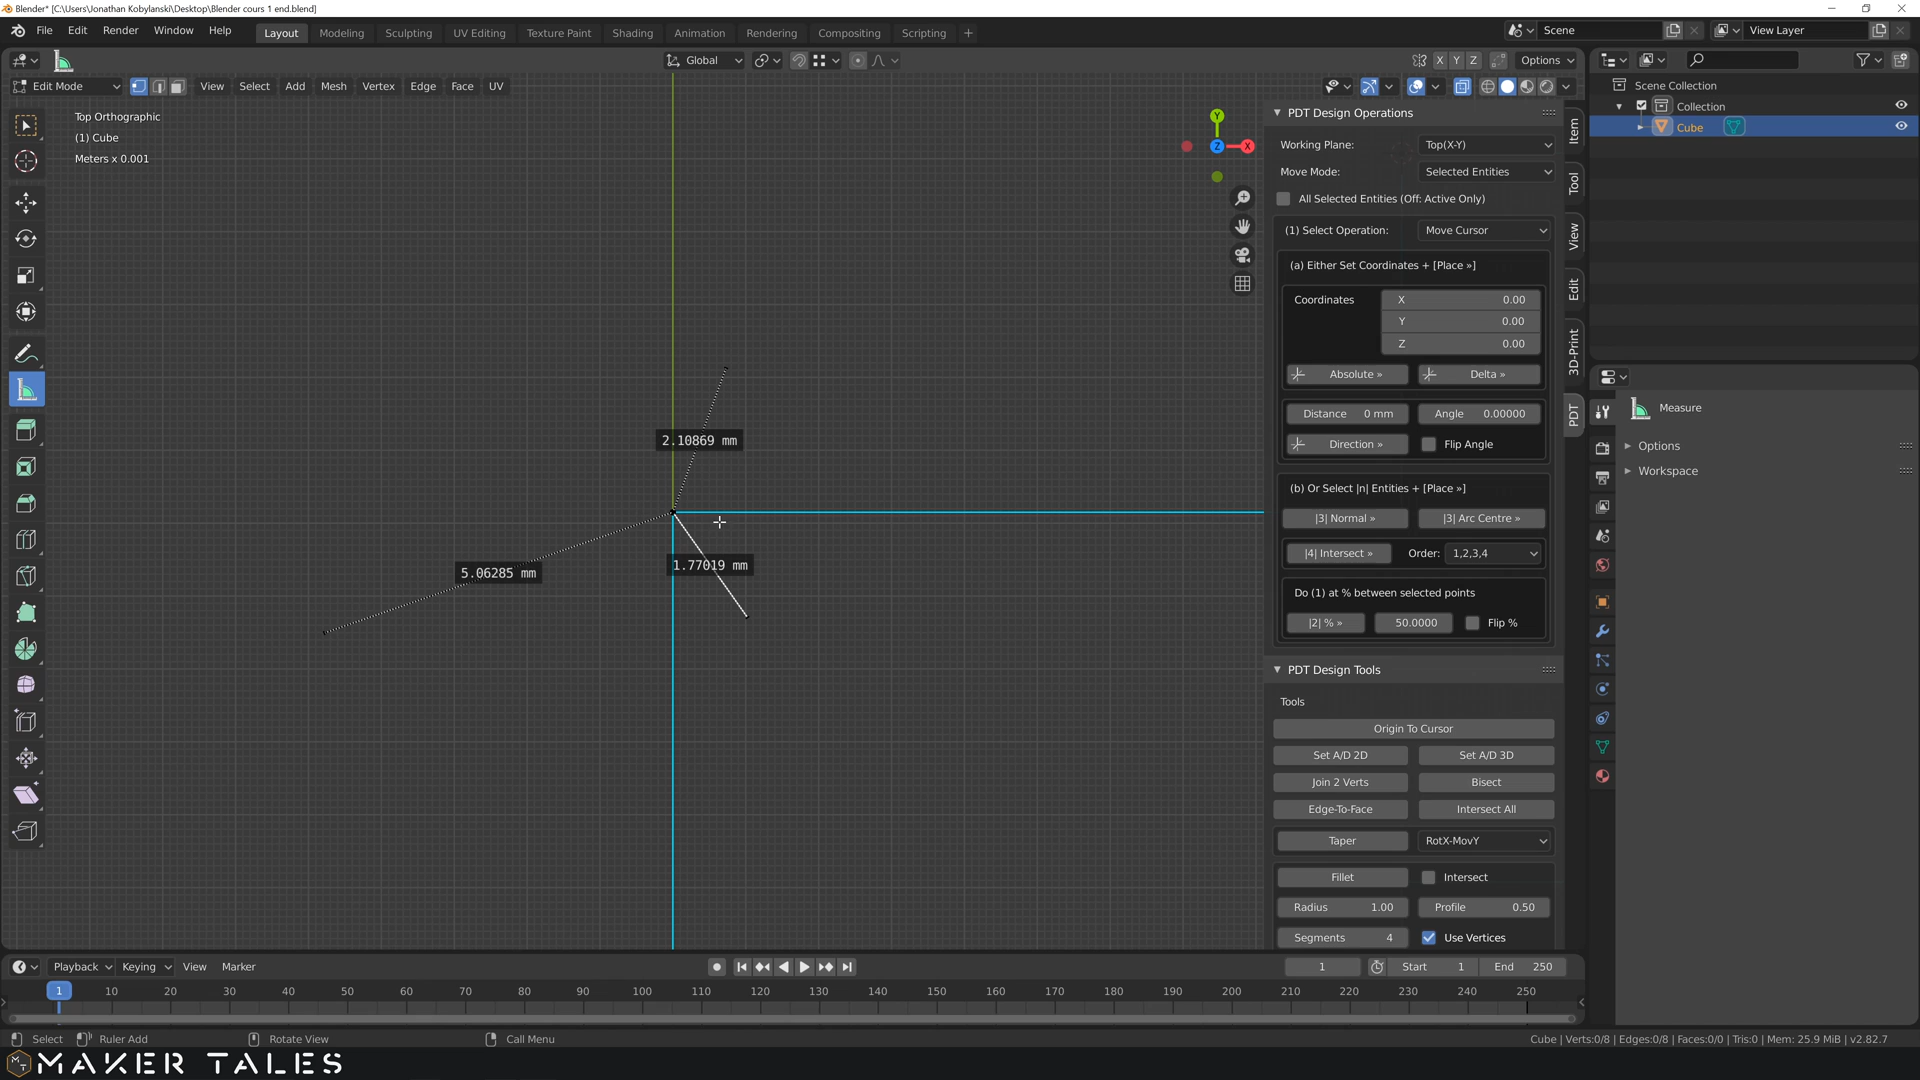 Blender* [C:\Users\Jonathan Kobylanski\Desktop\Blender cours 1 end.blend]
File Edit Render Window Help Layout Modeling Sculpting UV Editing Texture Paint Shading Animation Rendering Compositing Scripting + Scene View Layer
Global X Y Z Options
Edit Mode View Select Add Mesh Vertex Edge Face UV
Top Orthographic
(1) Cube
Meters x 0.001
Y
Z X
2.10869 mm
5.06285 mm
1.77019 mm
PDT Design Operations
Working Plane: Top(X-Y)
Move Mode: Selected Entities
All Selected Entities (Off: Active Only)
(1) Select Operation: Move Cursor
(a) Either Set Coordinates + [Place »]
Coordinates X 0.00
Y 0.00
Z 0.00
Absolute » Delta »
Distance 0 mm Angle 0.00000
Direction » Flip Angle
(b) Or Select |n| Entities + [Place »]
|3| Normal » |3| Arc Centre »
|4| Intersect » Order: 1,2,3,4
Do (1) at % between selected points
|2| % » 50.0000 Flip %
PDT Design Tools
Tools
Origin To Cursor
Set A/D 2D Set A/D 3D
Join 2 Verts Bisect
Edge-To-Face Intersect All
Taper RotX-MovY
Fillet Intersect
Radius 1.00 Profile 0.50
Segments 4 Use Vertices
Item
Tool
View
Edit
3D-Print
PDT
Scene Collection
Collection
Cube
Measure
Options
Workspace
Playback Keying View Marker 1 Start 1 End 250
1 10 20 30 40 50 60 70 80 90 100 110 120 130 140 150 160 170 180 190 200 210 220 230 240 250
Select Ruler Add Rotate View Call Menu Cube | Verts:0/8 | Edges:0/8 | Faces:0/0 | Tris:0 | Mem: 25.9 MiB | v2.82.7
MAKER TALES